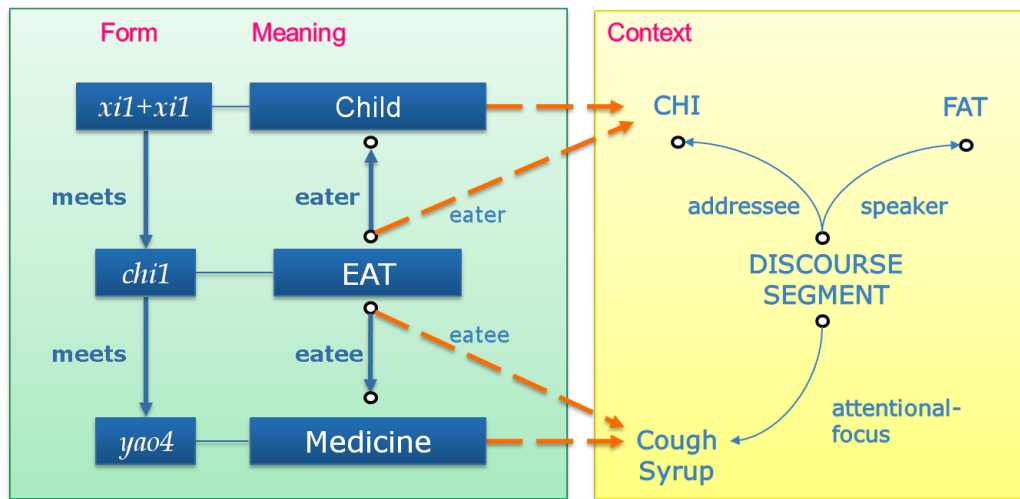 Form Meaning Context
xi1+xi1 Child CHI FAT
meets eater eater addressee speaker
chi1 EAT DISCOURSE
SEGMENT
meets eatee eatee
attentional-
focus
yao4 Medicine Cough
Syrup